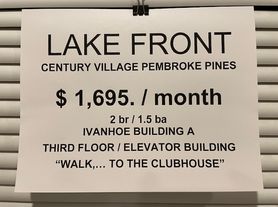 LAKE FRONT
CENTURY VILLAGE PEMBROKE PINES
$ 1,695. / month
2 br / 1.5 ba
IVANHOE BUILDING A
THIRD FLOOR / ELEVATOR BUILDING
"WALK,... TO THE CLUBHOUSE"